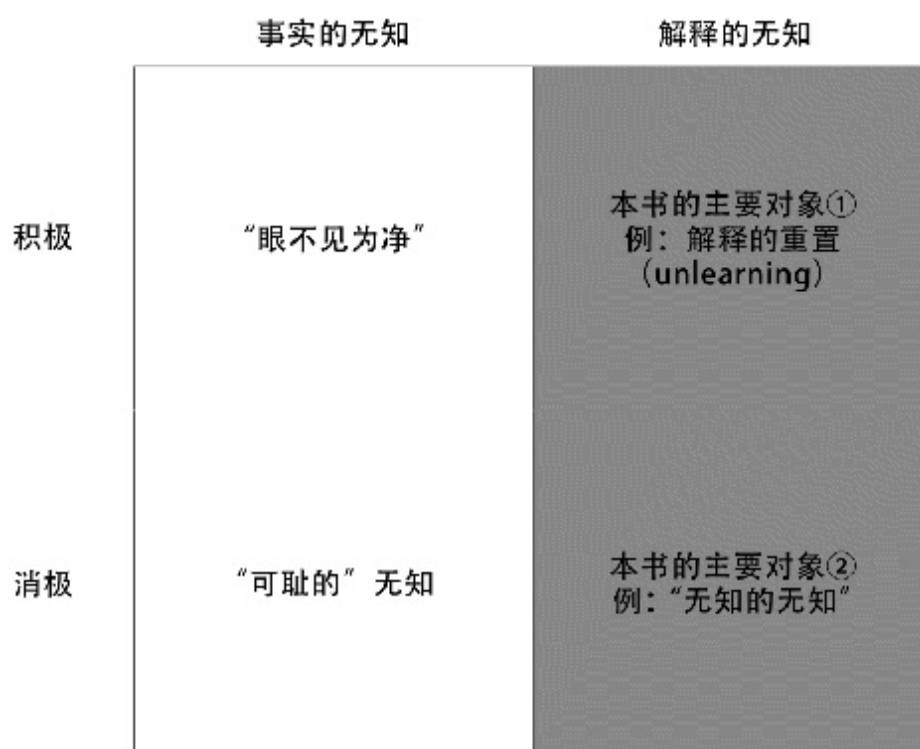 事实的无知 解释的无知
积极
“眼不见为净”
本书的主要对象①
例：解释的重置
（unlearning）
消极
“可耻的”无知
本书的主要对象②
例：“无知的无知”